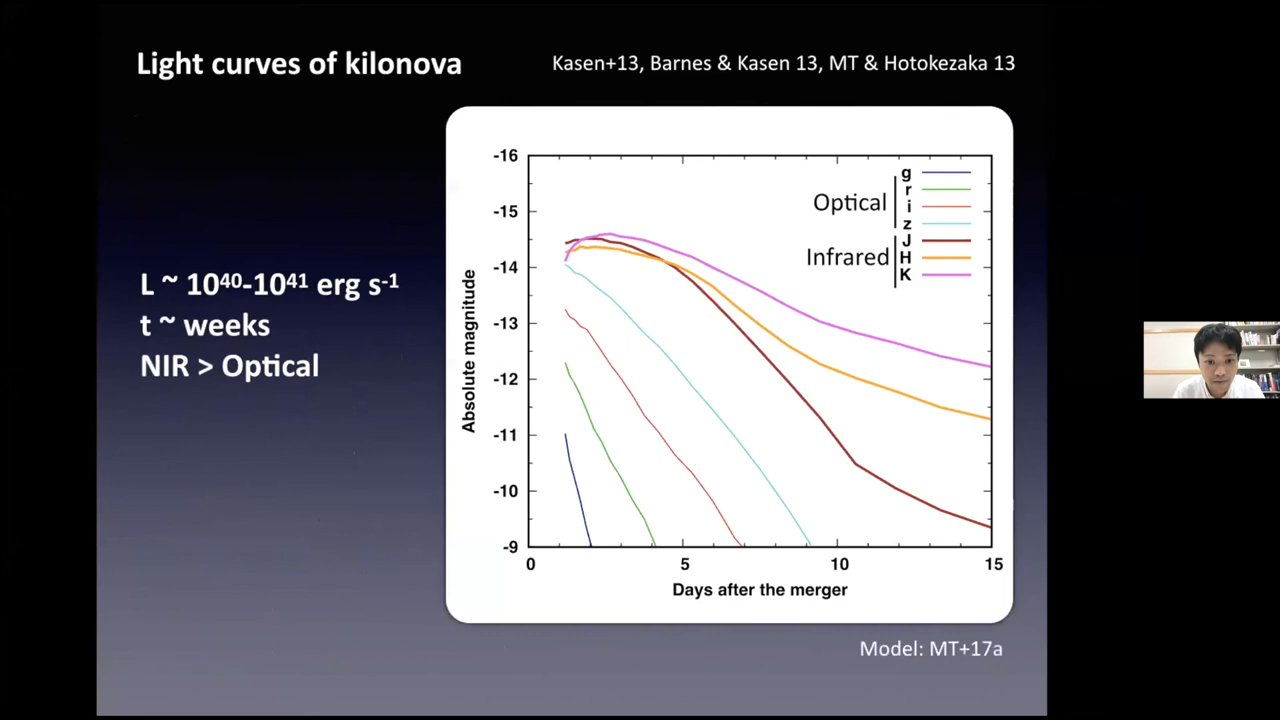 Light curves of kilonova
Kasen+13, Barnes & Kasen 13, MT & Hotokezaka 13
L ~ 10⁴⁰-10⁴¹ erg s⁻¹
t ~ weeks
NIR > Optical
Absolute magnitude
-16
-15
-14
-13
-12
-11
-10
-9
Optical
g
r
i
z
Infrared
J
H
K
0
5
10
15
Days after the merger
Model: MT+17a